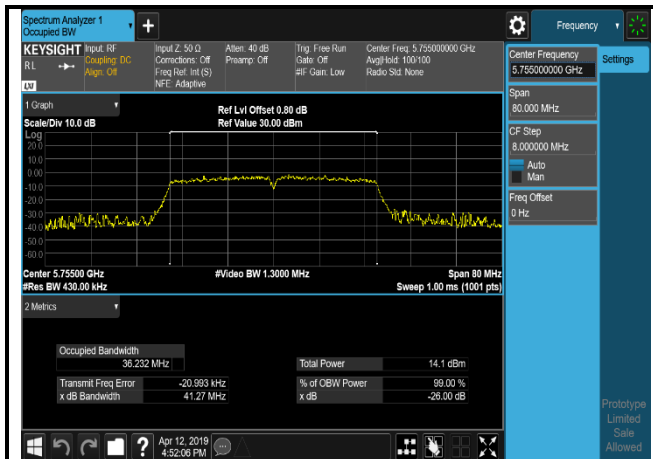 Spectrum Analyzer 1
Occupied BW
+
Frequency
KEYSIGHT Input: RF Input Z: 50 Ω Atten: 40 dB Trig: Free Run Center Freq: 5.755000000 GHz
RL Coupling: DC Corrections: Off Preamp: Off Gate: Off Avg|Hold: 100/100
Align: Off Freq Ref: Int (S) #IF Gain: Low Radio Std: None
LXI NFE: Adaptive
1 Graph
Ref Lvl Offset 0.80 dB
Scale/Div 10.0 dB Ref Value 30.00 dBm
Log
20.0
10.0
0.00
-10.0
-20.0
-30.0
-40.0
-50.0
-60.0
Center 5.75500 GHz #Video BW 1.3000 MHz Span 80 MHz
#Res BW 430.00 kHz Sweep 1.00 ms (1001 pts)
2 Metrics
Occupied Bandwidth
36.232 MHz Total Power 14.1 dBm
Transmit Freq Error -20.993 kHz % of OBW Power 99.00 %
x dB Bandwidth 41.27 MHz x dB -26.00 dB
? Apr 12, 2019
4:52:06 PM
Center Frequency
5.755000000 GHz
Settings
Span
80.000 MHz
CF Step
8.000000 MHz
Auto
Man
Freq Offset
0 Hz
Prototype
Limited
Sale
Allowed